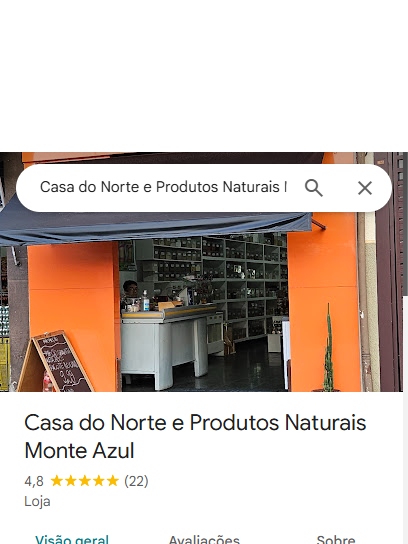 Casa do Norte e Produtos Naturais
Casa do Norte e Produtos Naturais
Monte Azul
4,8 ★★★★★ (22)
Loja
Visão geral Avaliações Sobre